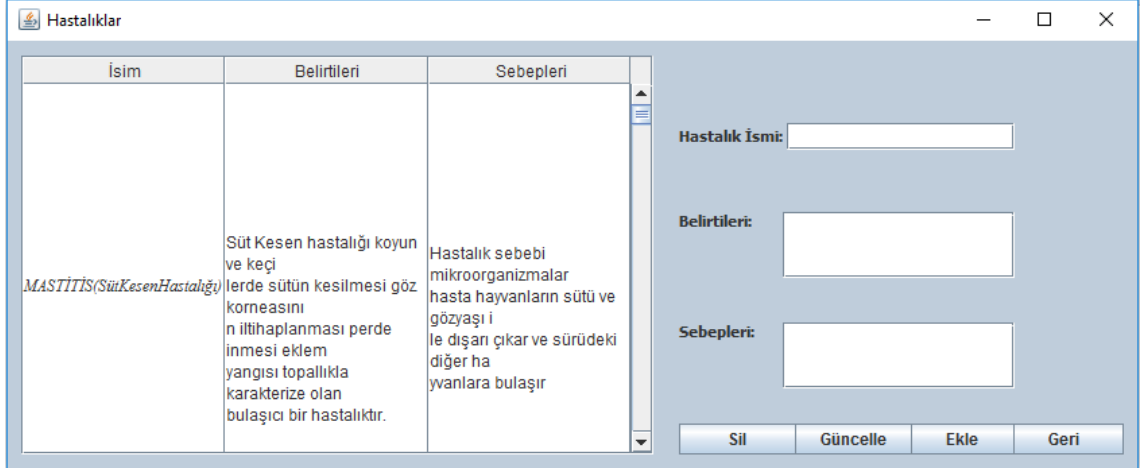 Hastalıklar
İsim Belirtileri Sebepleri
MASTİTİS(SütKesenHastalığı)
Süt Kesen hastalığı koyun
ve keçi
lerde sütün kesilmesi göz
korneasını
n iltihaplanması perde
inmesi eklem
yangısı topallıkla
karakterize olan
bulaşıcı bir hastalıktır.
Hastalık sebebi
mikroorganizmalar
hasta hayvanların sütü ve
gözyaşı i
le dışarı çıkar ve sürüdeki
diğer ha
yvanlara bulaşır
Hastalık İsmi:
Belirtileri:
Sebepleri:
Sil Güncelle Ekle Geri